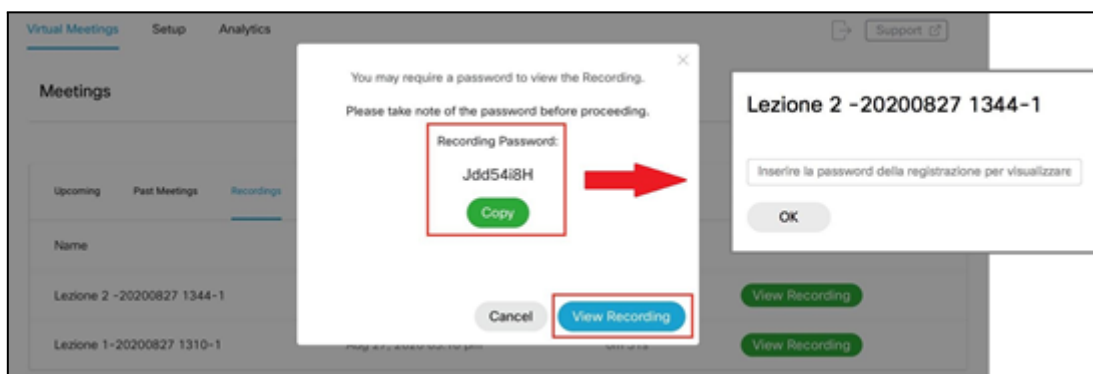 Virtual Meetings Setup Analytics Support
Meetings
Upcoming Past Meetings Recordings
Name
Lezione 2 -20200827 1344-1 View Recording
Lezione 1-20200827 1310-1 View Recording
You may require a password to view the Recording.
Please take note of the password before proceeding.
Recording Password:
Jdd54i8H
Copy
Cancel View Recording
Lezione 2 -20200827 1344-1
Inserire la password della registrazione per visualizzare
OK